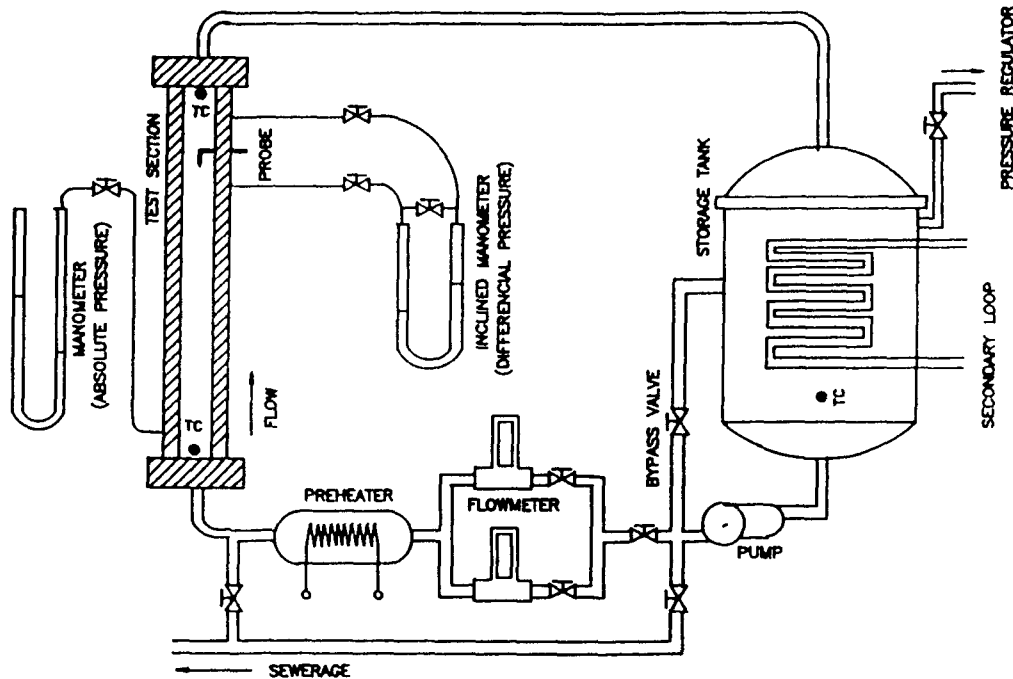 MANOMETER
(ABSOLUTE PRESSURE)
TEST SECTION
TC
PROBE
TC
FLOW
INCLINED MANOMETER
(DIFFERENCIAL PRESSURE)
PREHEATER
FLOWMETER
BYPASS VALVE
STORAGE TANK
TC
PUMP
PRESSURE REGULATOR
SECONDARY LOOP
SEWERAGE